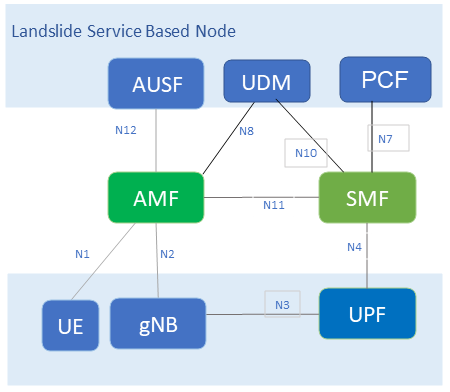 Landslide Service Based Node
AUSF
UDM
PCF
N12
N8
N10
N7
AMF
N11
SMF
N1
N2
N4
UE
gNB
N3
UPF